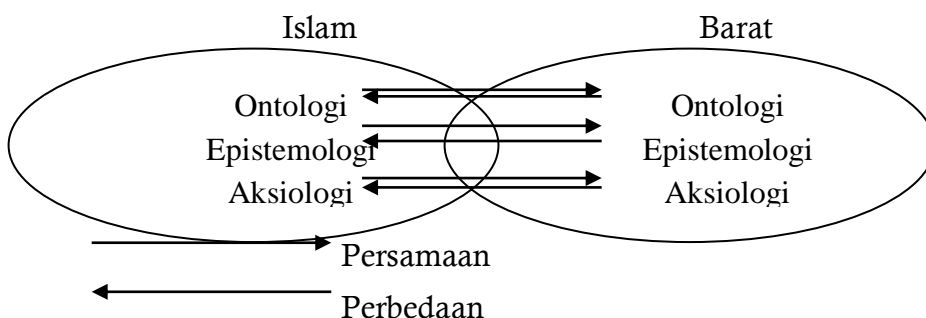 Islam Barat
Ontologi Ontologi
Epistemologi Epistemologi
Aksiologi Aksiologi
Persamaan
Perbedaan